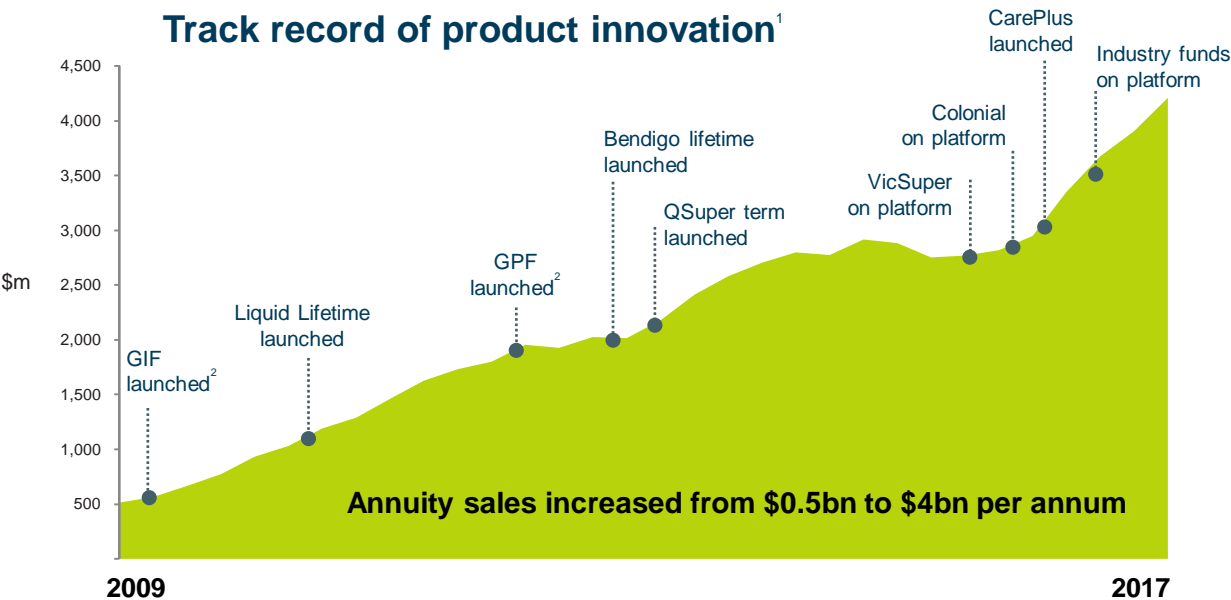 Track record of product innovation1
CarePlus
launched
Industry funds
on platform
Colonial
on platform
Bendigo lifetime
launched
VicSuper
on platform
QSuper term
launched
GPF
launched2
Liquid Lifetime
launched
GIF
launched2
$m
4,500
4,000
3,500
3,000
2,500
2,000
1,500
1,000
500
-
Annuity sales increased from $0.5bn to $4bn per annum
2009
2017